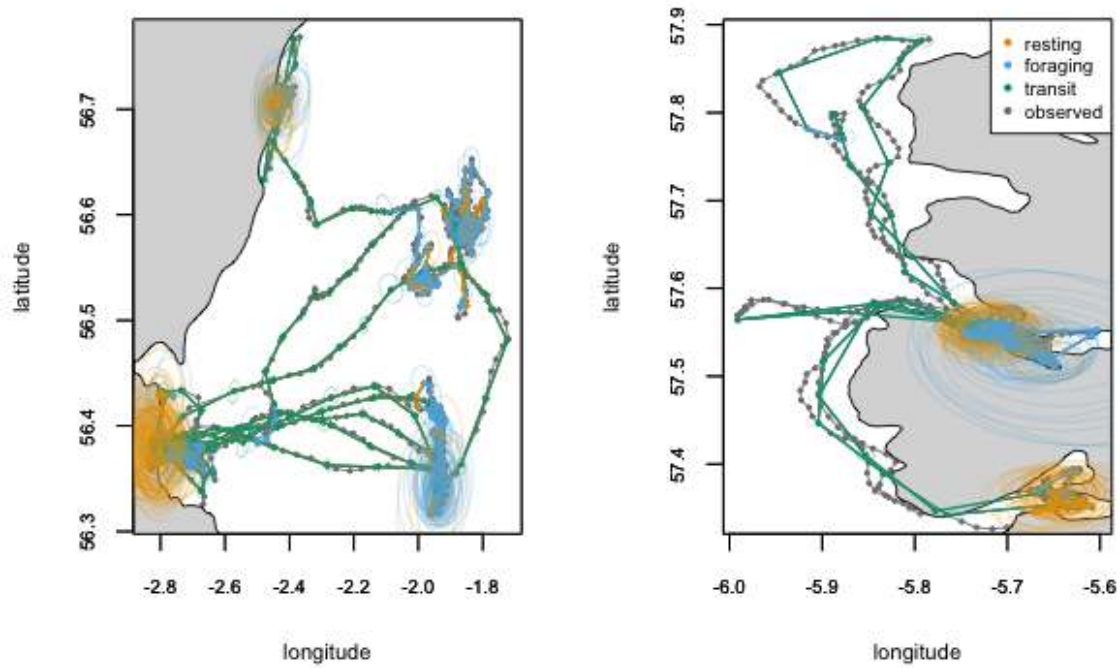 latitude
56.7
56.6
56.5
56.4
56.3
-2.8
-2.6
-2.4
-2.2
-2.0
-1.8
longitude
latitude
57.9
57.8
57.7
57.6
57.5
57.4
-6.0
-5.9
-5.8
-5.7
-5.6
longitude
resting
foraging
transit
observed